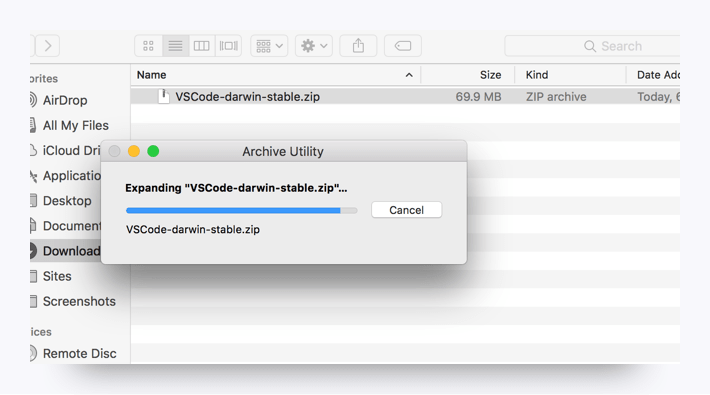 Search
Name Size Kind Date Add
VSCode-darwin-stable.zip 69.9 MB ZIP archive Today, 6
orites
AirDrop
All My Files
iCloud Dri
Applicatio
Desktop
Document
Download
Sites
Screenshots
ices
Remote Disc
Archive Utility
Expanding "VSCode-darwin-stable.zip"...
Cancel
VSCode-darwin-stable.zip